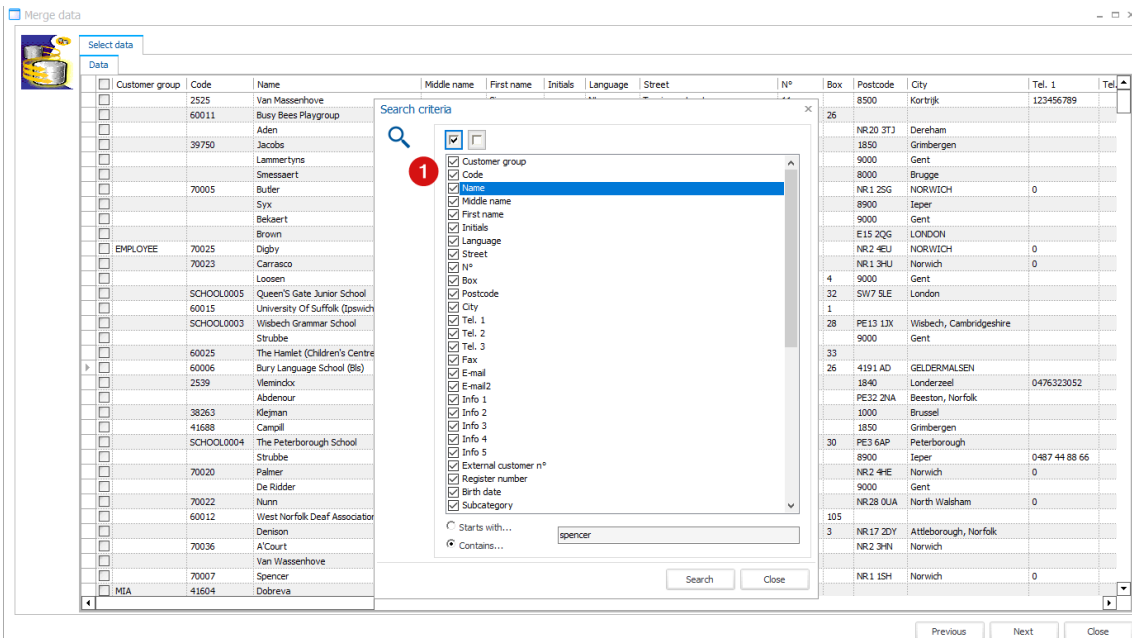 Merge data
Select data
Data
Customer group Code Name Middle name First name Initials Language Street N° Box Postcode City Tel. 1 Tel.
2525 Van Massenhove 8500 Kortrijk 123456789
Search criteria
60011 Busy Bees Playgroup 26
Aden NR20 3TJ Dereham
39750 Jacobs 1850 Grimbergen
Lammertyns 9000 Gent
Smessaert 8000 Brugge
70005 Butler NR1 2SG NORWICH 0
Syx 8900 Ieper
Bekaert 9000 Gent
Brown E15 2QG LONDON
EMPLOYEE 70025 Digby NR2 4EU NORWICH 0
70023 Carrasco NR1 3HU Norwich 0
Loosen 4 9000 Gent
SCHOOL0005 Queen'S Gate Junior School 32 SW7 5LE London
60015 University Of Suffolk (Ipswich 1
SCHOOL0003 Wisbech Grammar School 28 PE13 1JX Wisbech, Cambridgeshire
Strubbe 9000 Gent
60025 The Hamlet (Children's Centre 33
60006 Bury Language School (Bls) 26 4191 AD GELDERMALSEN
2539 Vleminckx 1840 Londerzeel 0476323052
Abdenour PE32 2NA Beeston, Norfolk
38263 Klejman 1000 Brussel
41688 Campill 1850 Grimbergen
SCHOOL0004 The Peterborough School 30 PE3 6AP Peterborough
Strubbe 8900 Ieper 0487 44 88 66
70020 Palmer NR2 4HE Norwich 0
De Ridder 9000 Gent
70022 Nunn NR28 0UA North Walsham 0
60012 West Norfolk Deaf Association 105
Denison 3 NR17 2DY Attleborough, Norfolk
70036 A'Court NR2 3HN Norwich
Van Wassenhove
70007 Spencer NR1 1SH Norwich 0
MIA 41604 Dobreva
1
Customer group
Code
Name
Middle name
First name
Initials
Language
Street
N°
Box
Postcode
City
Tel. 1
Tel. 2
Tel. 3
Fax
E-mail
E-mail2
Info 1
Info 2
Info 3
Info 4
Info 5
External customer n°
Register number
Birth date
Subcategory
Starts with...
spencer
Contains...
Search Close
Previous Next Close